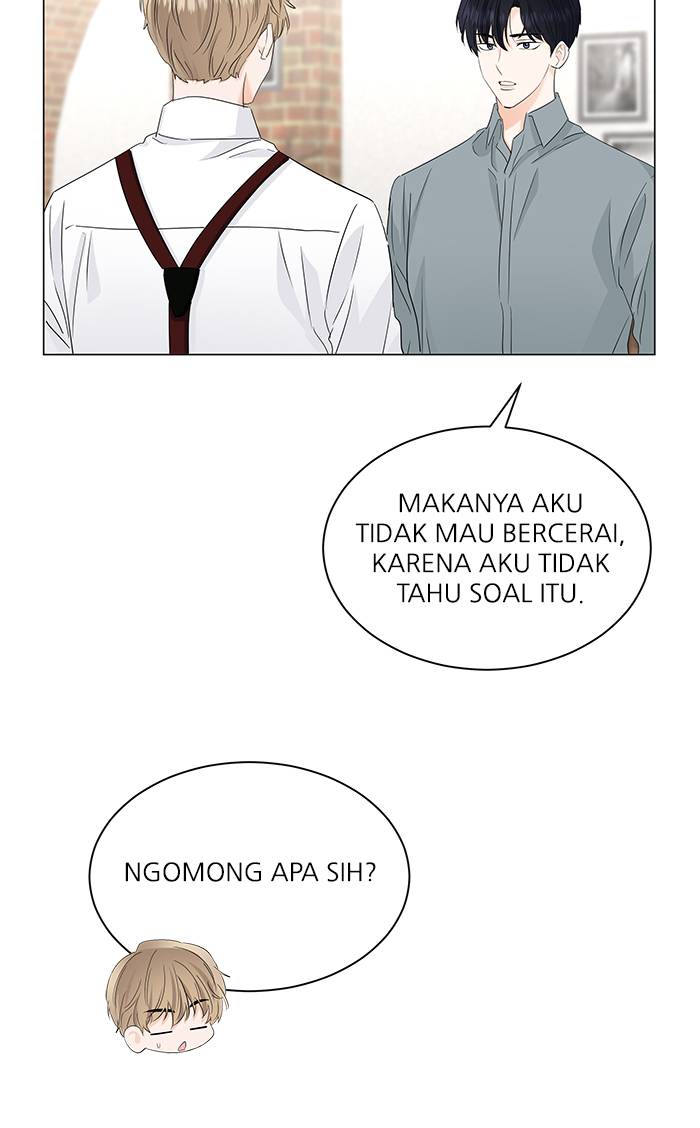 MAKANYA AKU
TIDAK MAU BERCERAI,
KARENA AKU TIDAK
TAHU SOAL ITU.
NGOMONG APA SIH?